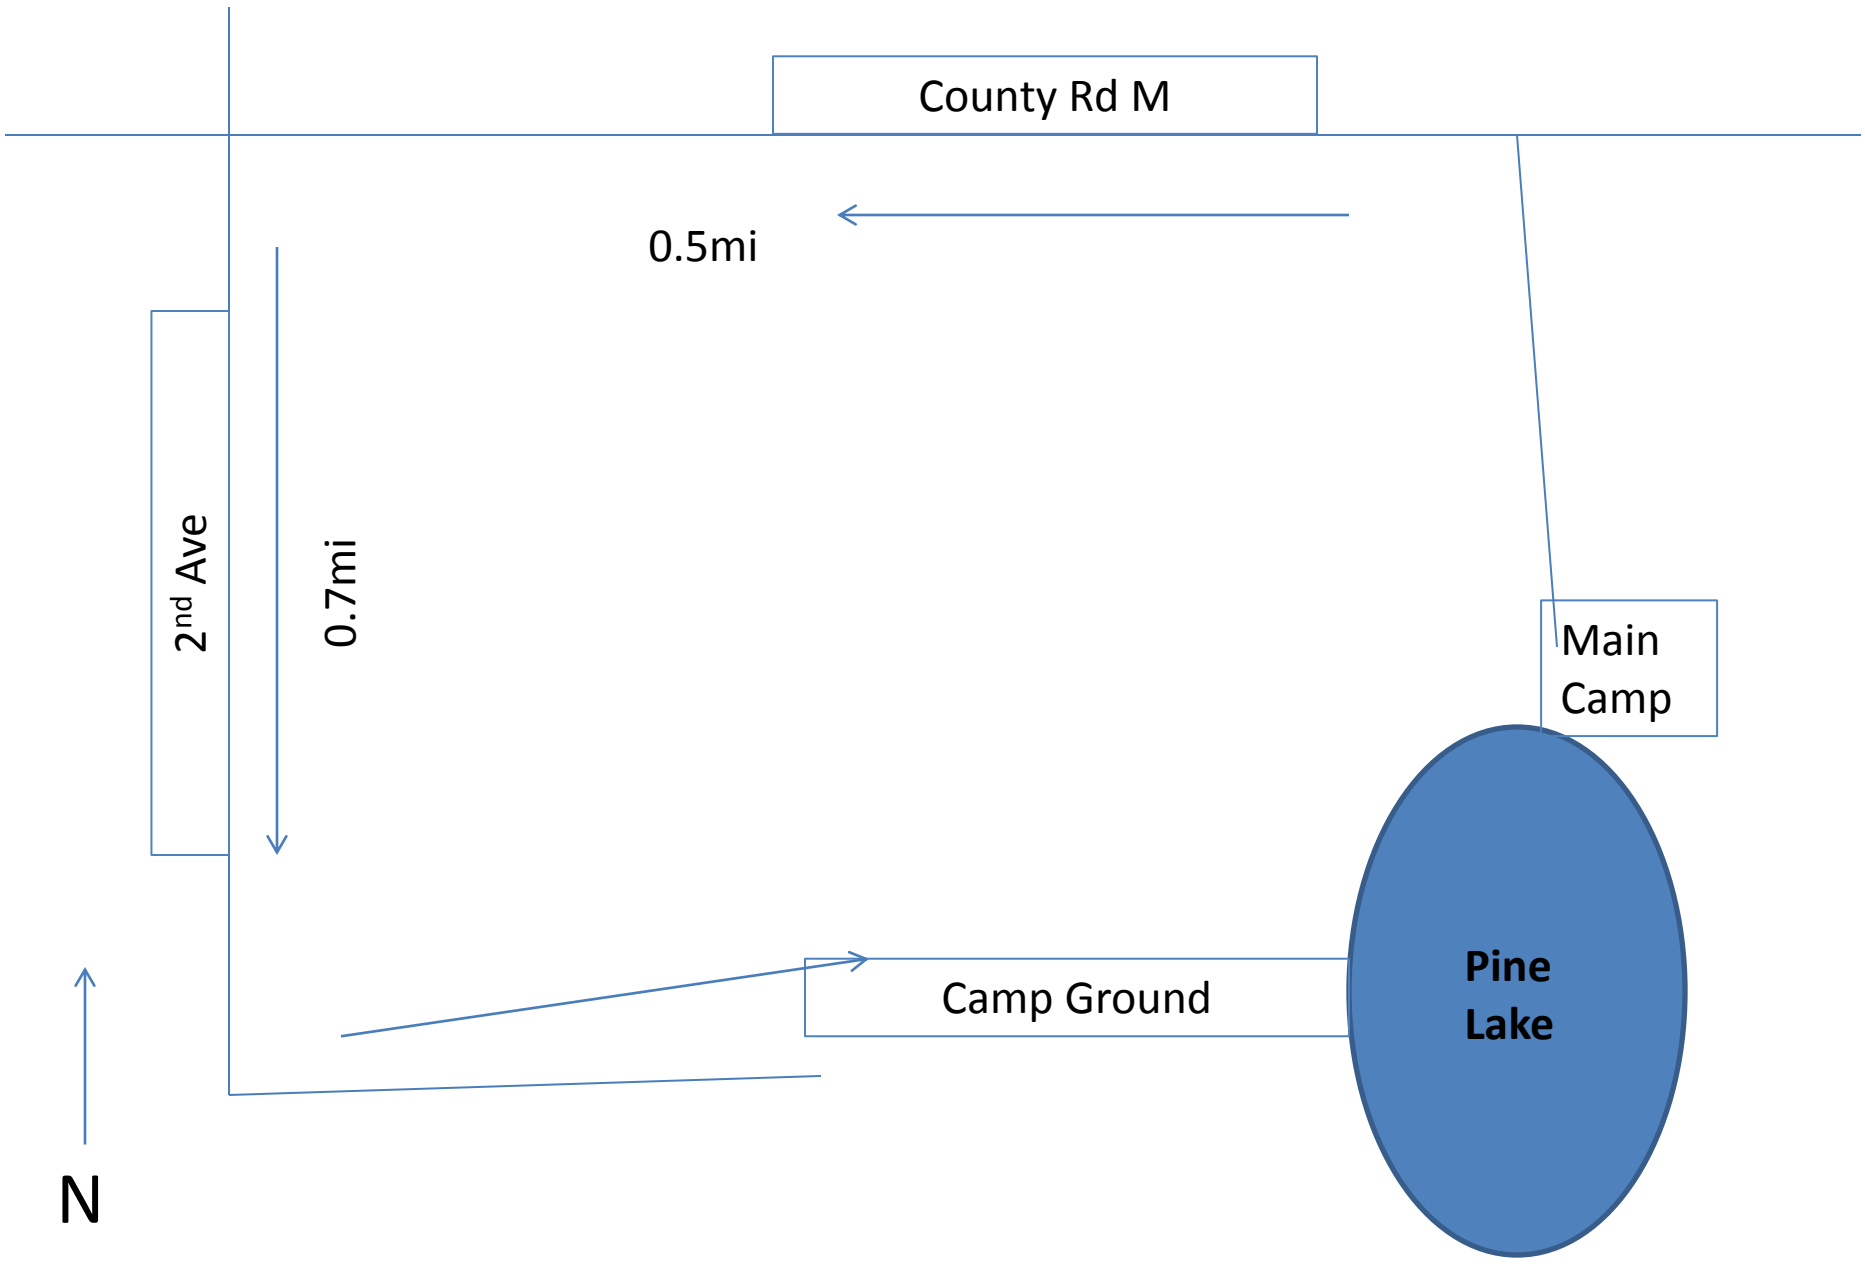 County Rd M
0.5mi
2nd Ave
0.7mi
Main
Camp
Pine
Lake
Camp Ground
N